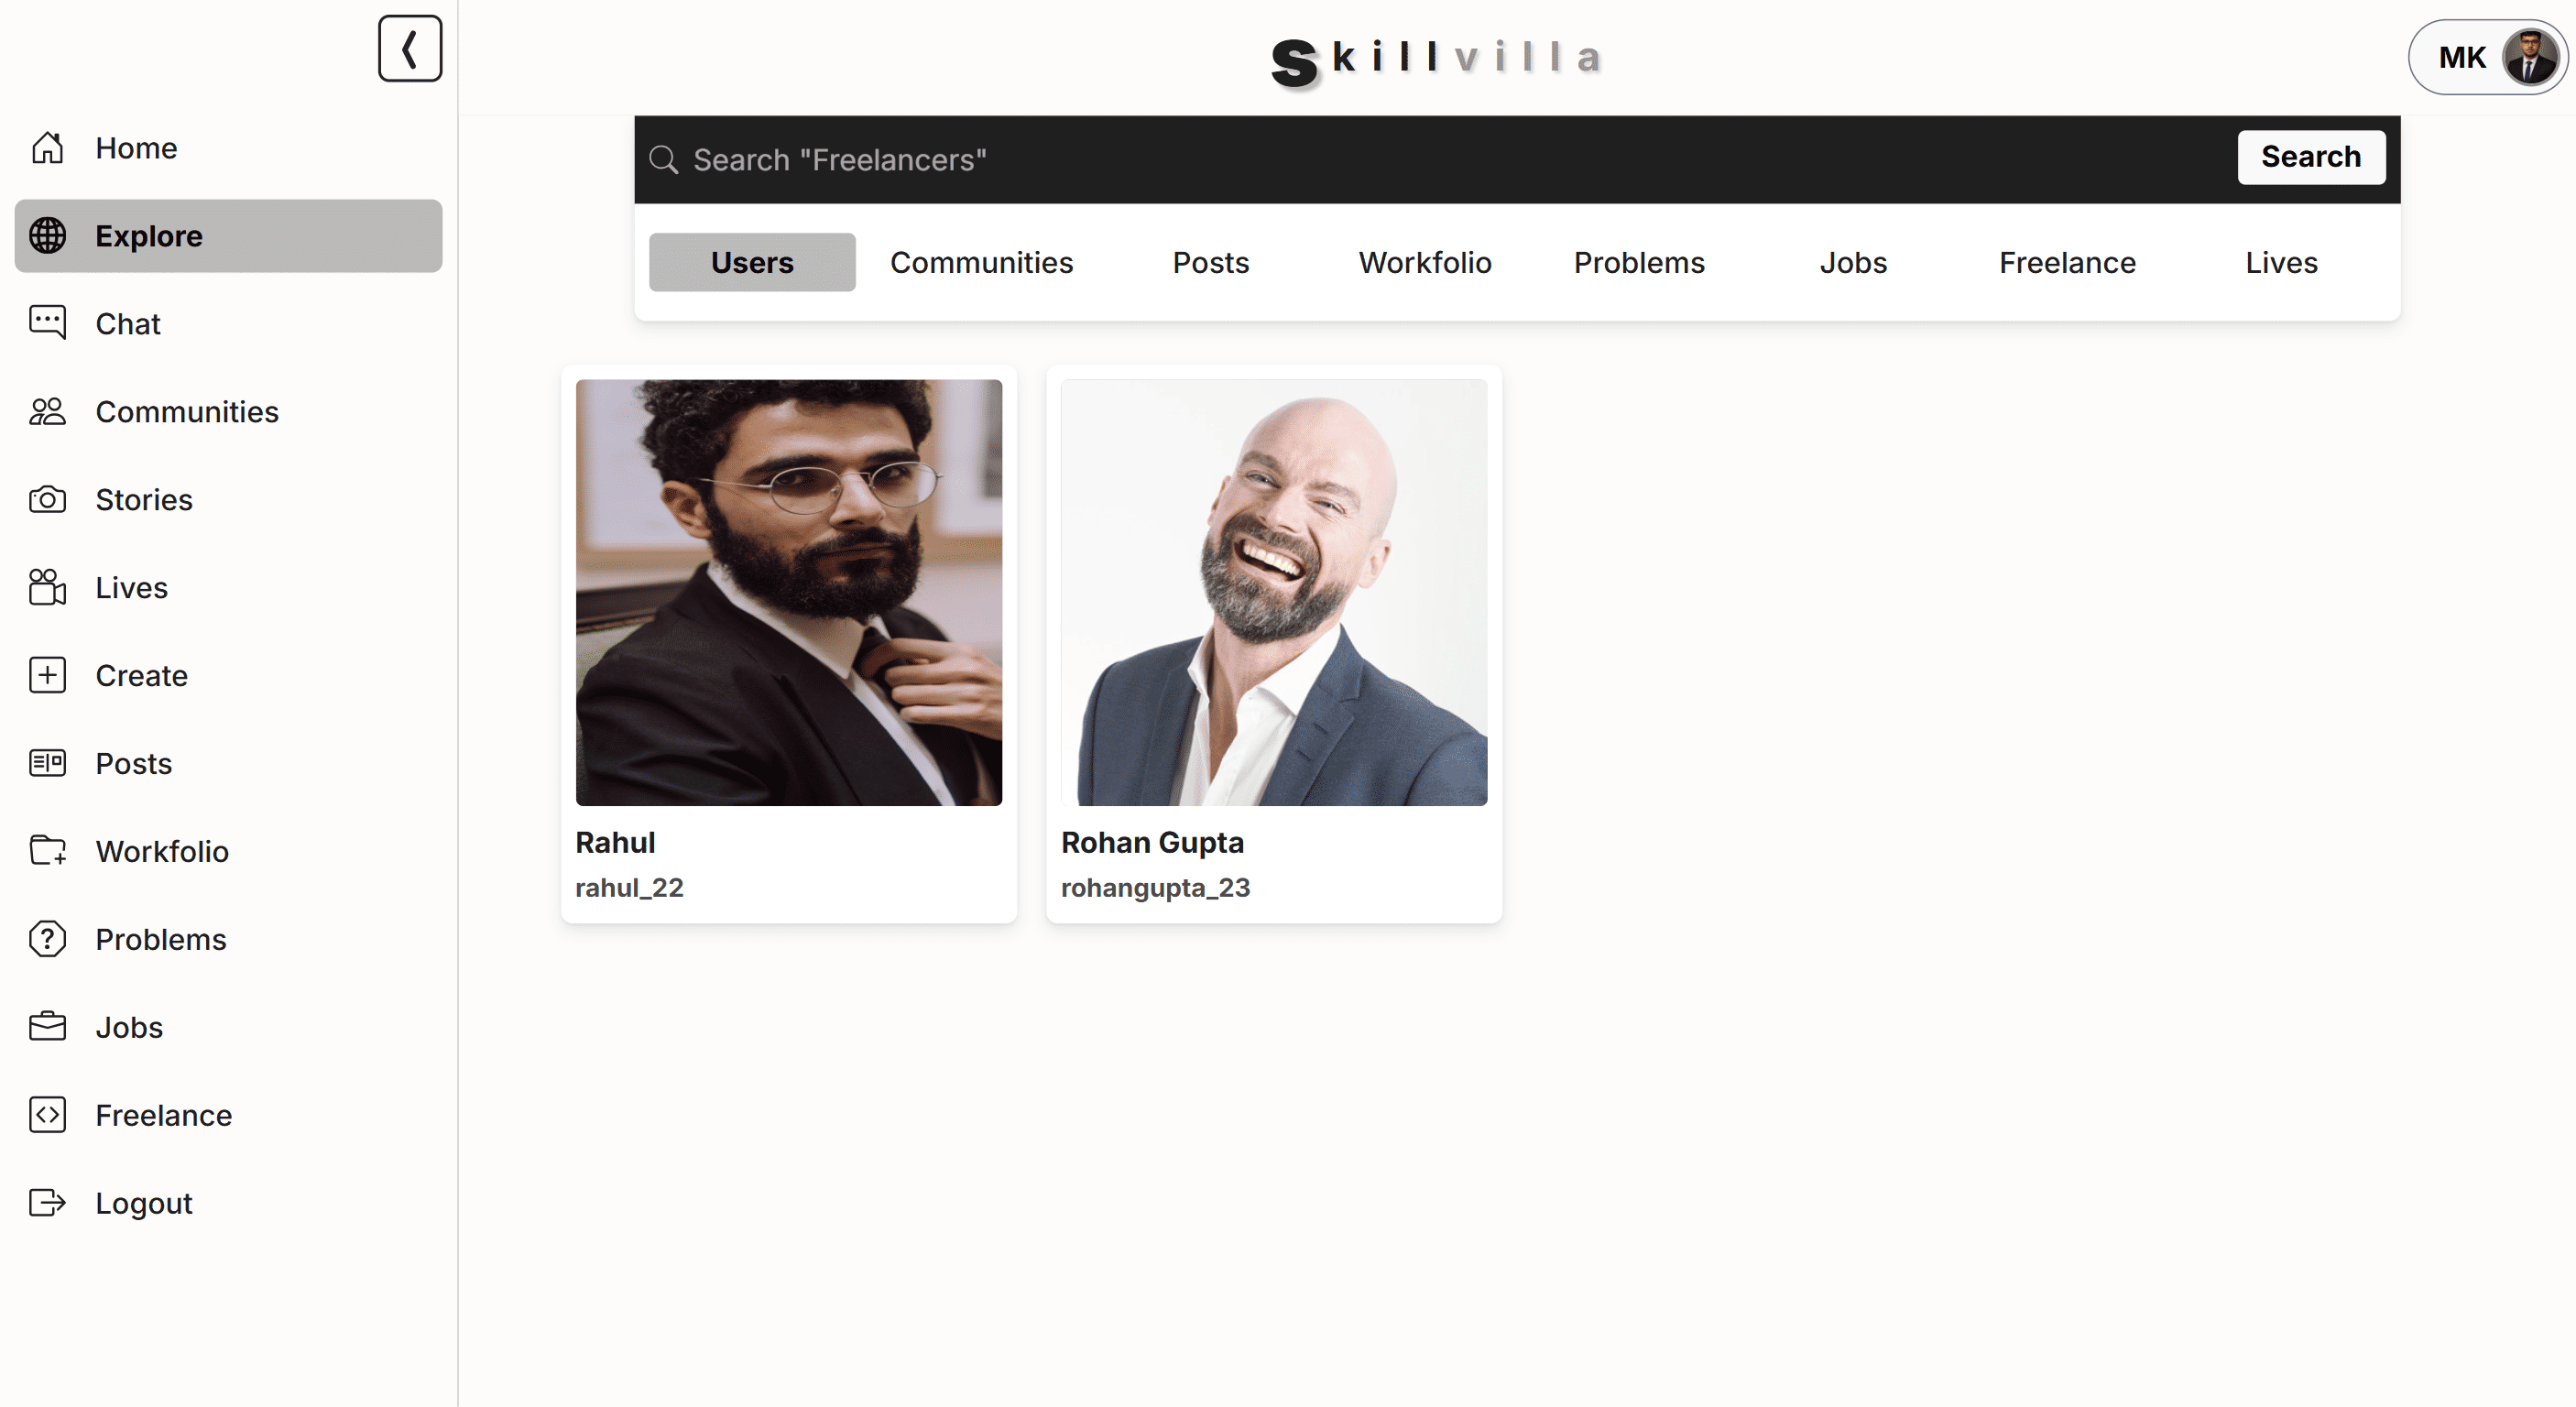 Skillvilla
MK
Home
Explore
Chat
Communities
Stories
Lives
Create
Posts
Workfolio
Problems
Jobs
Freelance
Logout
Search "Freelancers"
Search
Users Communities Posts Workfolio Problems Jobs Freelance Lives
Rahul
rahul_22
Rohan Gupta
rohangupta_23